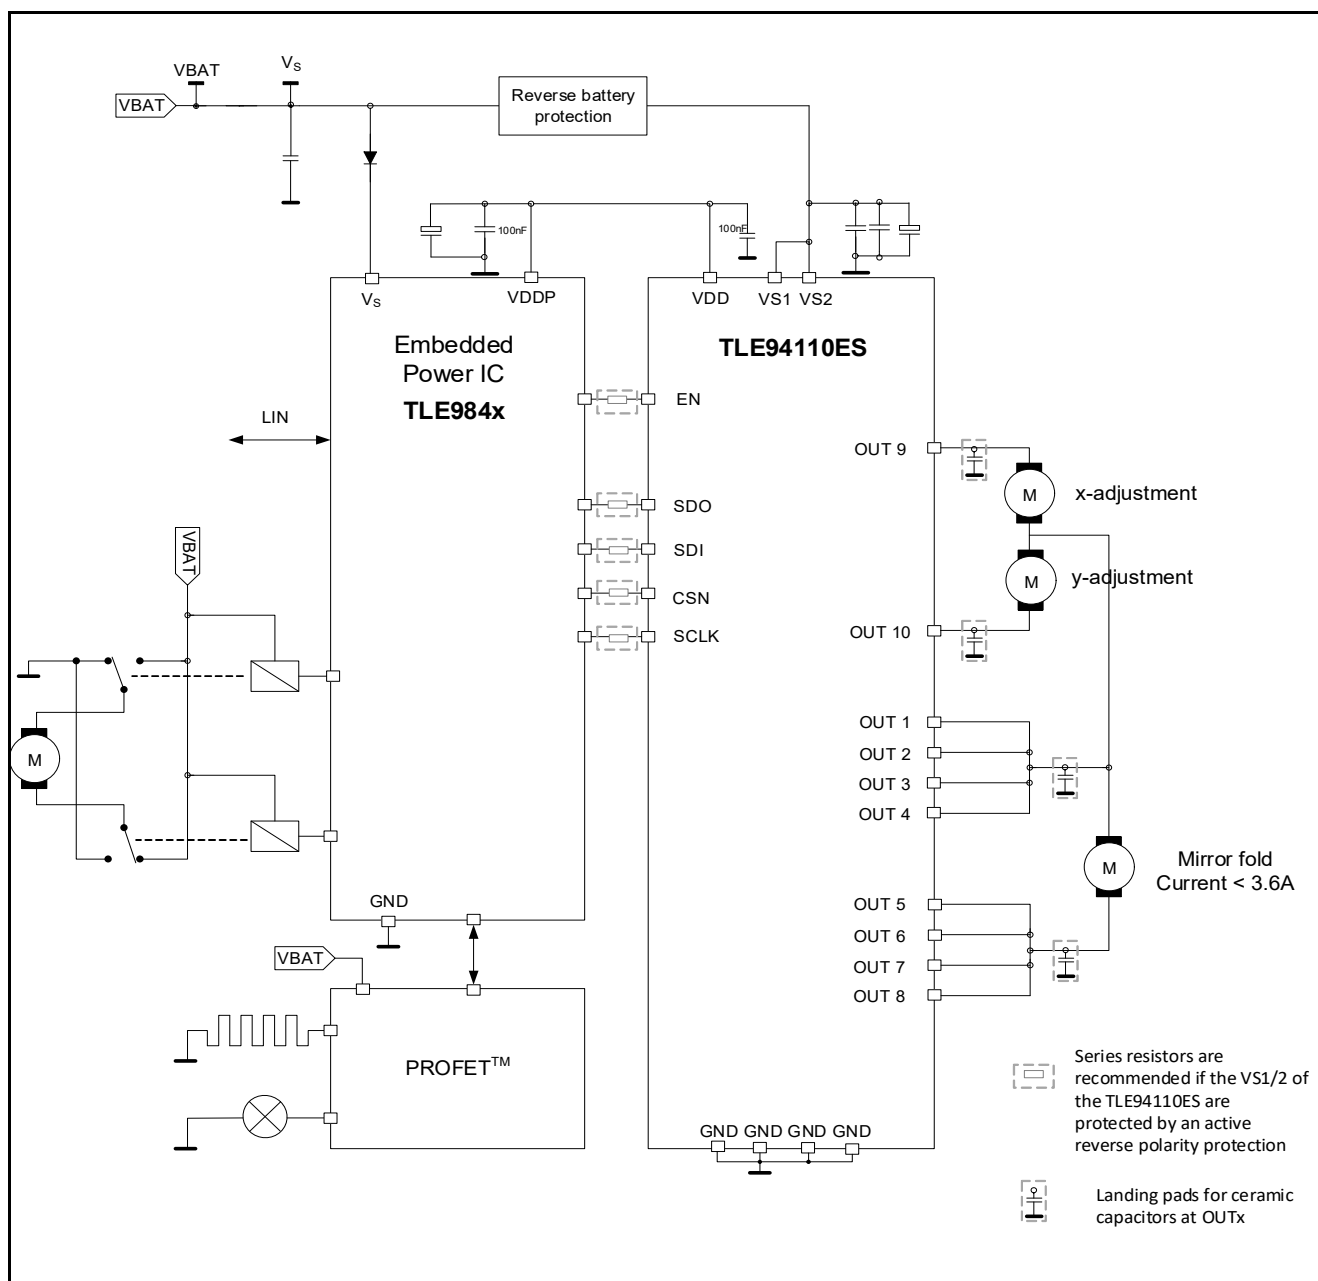 VBAT
V_S
VBAT
Reverse battery
protection
100nF
100nF
V_S
VDDP
VDD
VS1
VS2
Embedded
Power IC
TLE984x
TLE94110ES
LIN
EN
SDO
SDI
CSN
SCLK
OUT 9
M
x-adjustment
M
y-adjustment
OUT 10
VBAT
M
OUT 1
OUT 2
OUT 3
OUT 4
M
Mirror fold
Current < 3.6A
OUT 5
OUT 6
OUT 7
OUT 8
GND
VBAT
PROFET™
GND
GND
GND
GND
Series resistors are
recommended if the VS1/2 of
the TLE94110ES are
protected by an active
reverse polarity protection
Landing pads for ceramic
capacitors at OUTx